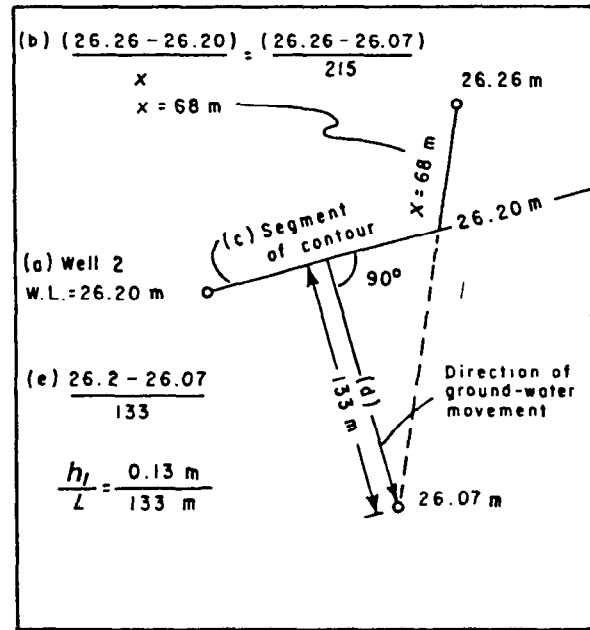 (b) (26.26 - 26.20) / x = (26.26 - 26.07) / 215
x = 68 m
26.26 m
X = 68 m
26.20 m
(c) Segment
of contour
(a) Well 2
W.L. = 26.20 m
90°
(d)
133 m
Direction of
ground-water
movement
(e) 26.2 - 26.07 / 133
h₁ / L = 0.13 m / 133 m
26.07 m